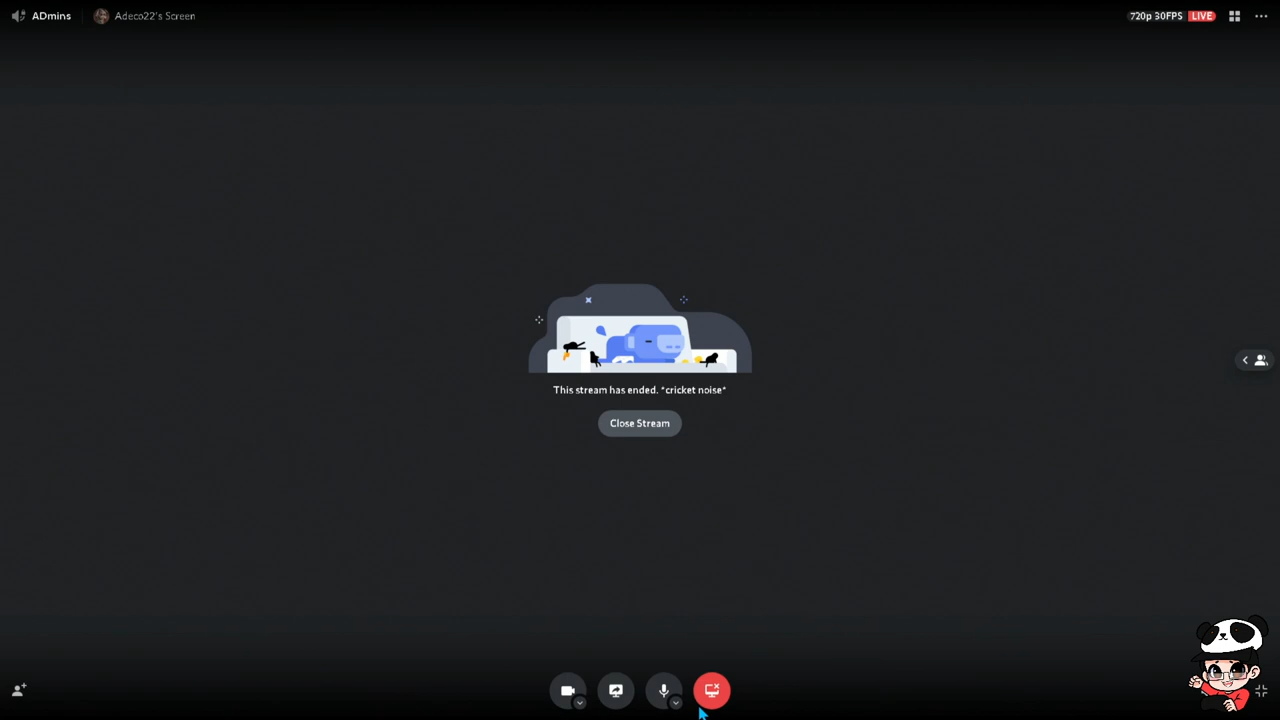 ADmins
Adeco22's Screen
720p 30FPS LIVE
This stream has ended. *cricket noise*
Close Stream